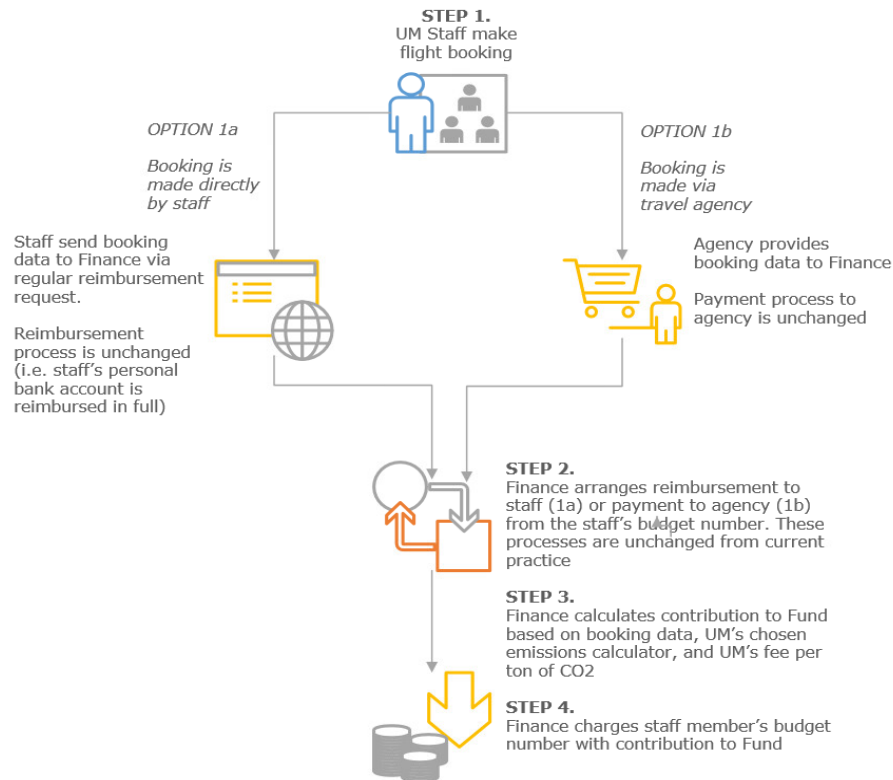 STEP 1.
UM Staff make
flight booking
OPTION 1a
Booking is
made directly
by staff
OPTION 1b
Booking is
made via
travel agency
Staff send booking
data to Finance via
regular reimbursement
request.
Reimbursement
process is unchanged
(i.e. staff's personal
bank account is
reimbursed in full)
Agency provides
booking data to Finance
Payment process to
agency is unchanged
STEP 2.
Finance arranges reimbursement to
staff (1a) or payment to agency (1b)
from the staff's budget number. These
processes are unchanged from current
practice
STEP 3.
Finance calculates contribution to Fund
based on booking data, UM's chosen
emissions calculator, and UM's fee per
ton of CO2
STEP 4.
Finance charges staff member's budget
number with contribution to Fund